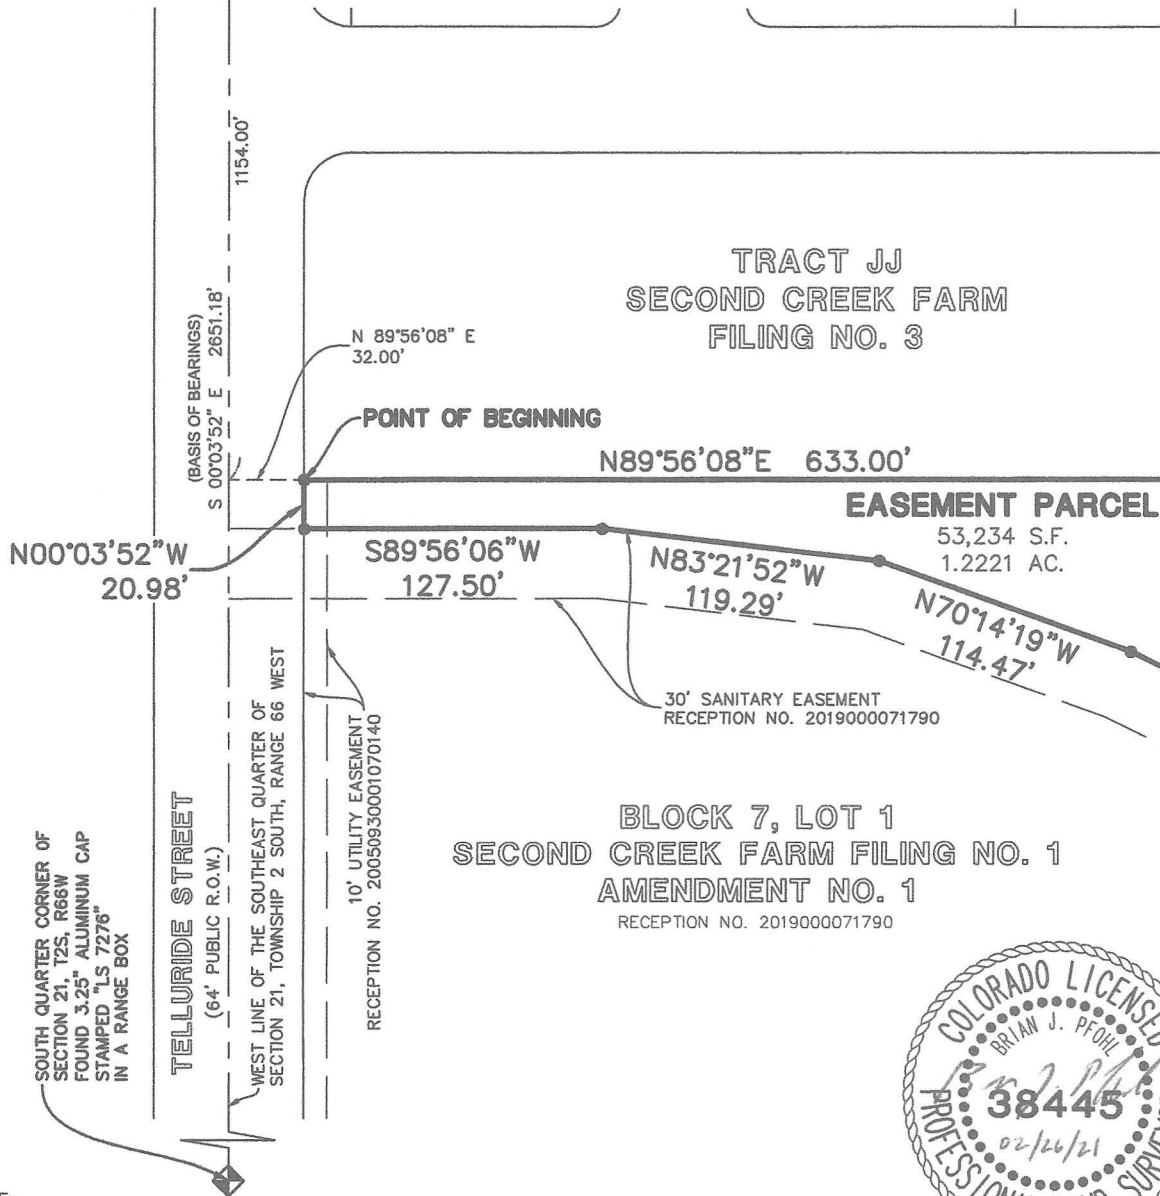 1154.00'
TRACT JJ
SECOND CREEK FARM
FILING NO. 3
(BASIS OF BEARINGS)
S 00°03'52" E 2651.18'
N 89°56'08" E
32.00'
POINT OF BEGINNING
N89°56'08"E 633.00'
EASEMENT PARCEL
53,234 S.F.
1.2221 AC.
N00°03'52"W
20.98'
S89°56'06"W
127.50'
N83°21'52"W
119.29'
N70°14'19"W
114.47'
30' SANITARY EASEMENT
RECEPTION NO. 2019000071790
WEST LINE OF THE SOUTHEAST QUARTER OF
SECTION 21, TOWNSHIP 2 SOUTH, RANGE 66 WEST
10' UTILITY EASEMENT
RECEPTION NO. 20050930001070140
BLOCK 7, LOT 1
SECOND CREEK FARM FILING NO. 1
AMENDMENT NO. 1
RECEPTION NO. 2019000071790
TELLURIDE STREET
(64' PUBLIC R.O.W.)
SOUTH QUARTER CORNER OF
SECTION 21, T2S, R66W
FOUND 3.25" ALUMINUM CAP
STAMPED "LS 7276"
IN A RANGE BOX
COLORADO LICENSED
BRIAN J. PFOHL
38445
02/26/21